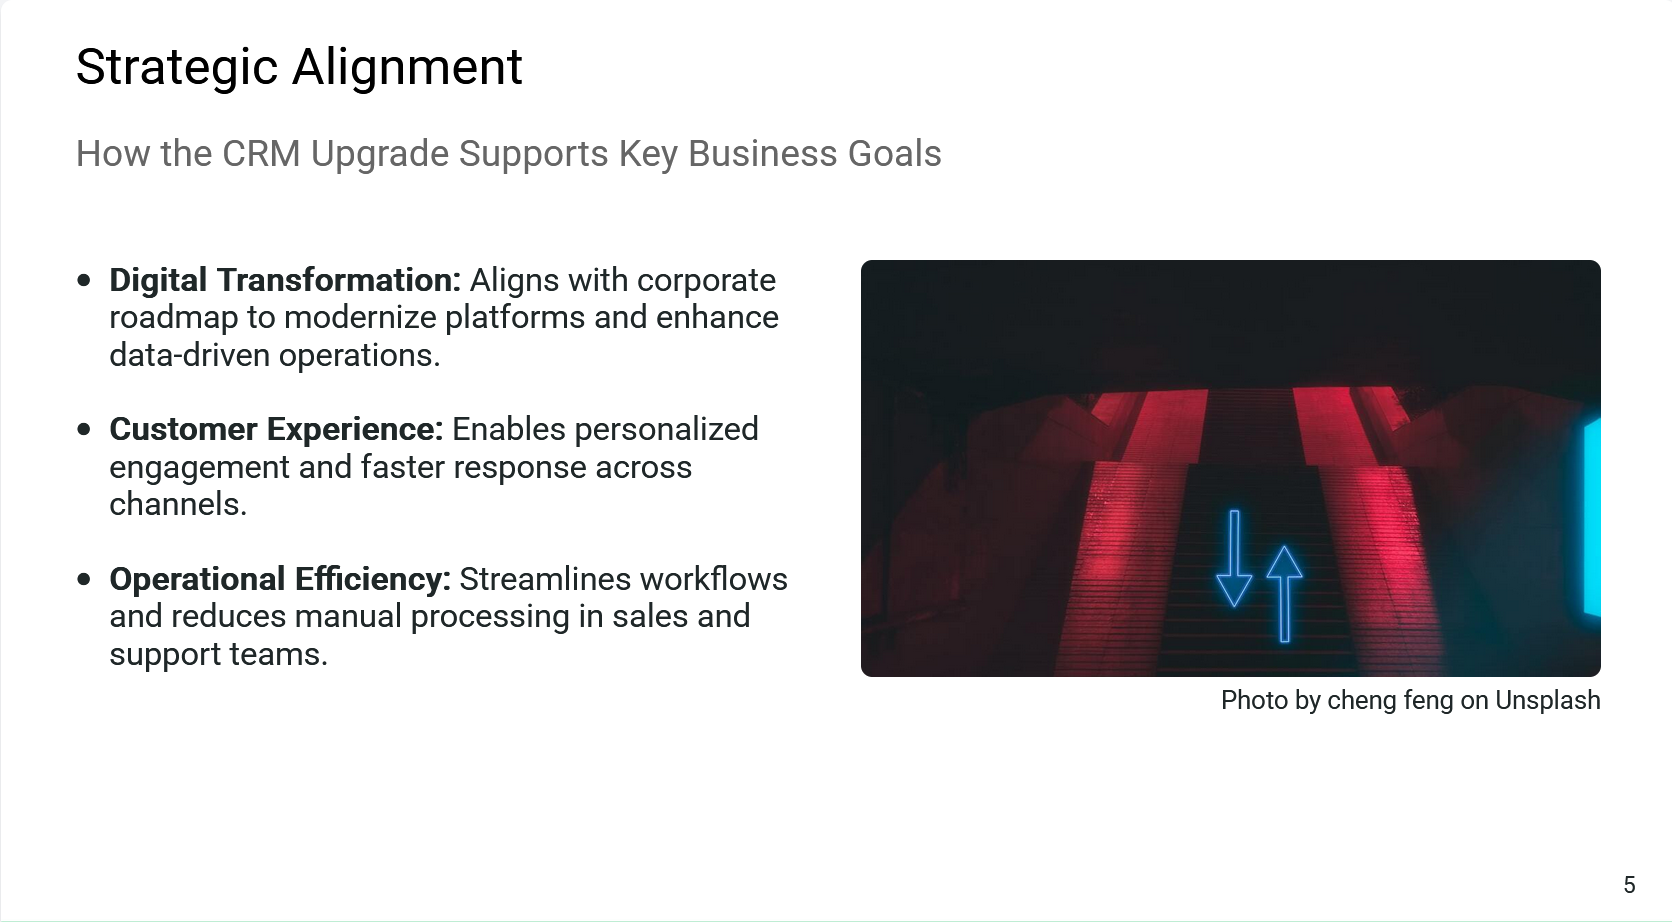 Strategic Alignment
How the CRM Upgrade Supports Key Business Goals
• Digital Transformation: Aligns with corporate
roadmap to modernize platforms and enhance
data-driven operations.
• Customer Experience: Enables personalized
engagement and faster response across
channels.
• Operational Efficiency: Streamlines workflows
and reduces manual processing in sales and
support teams.
Photo by cheng feng on Unsplash
5